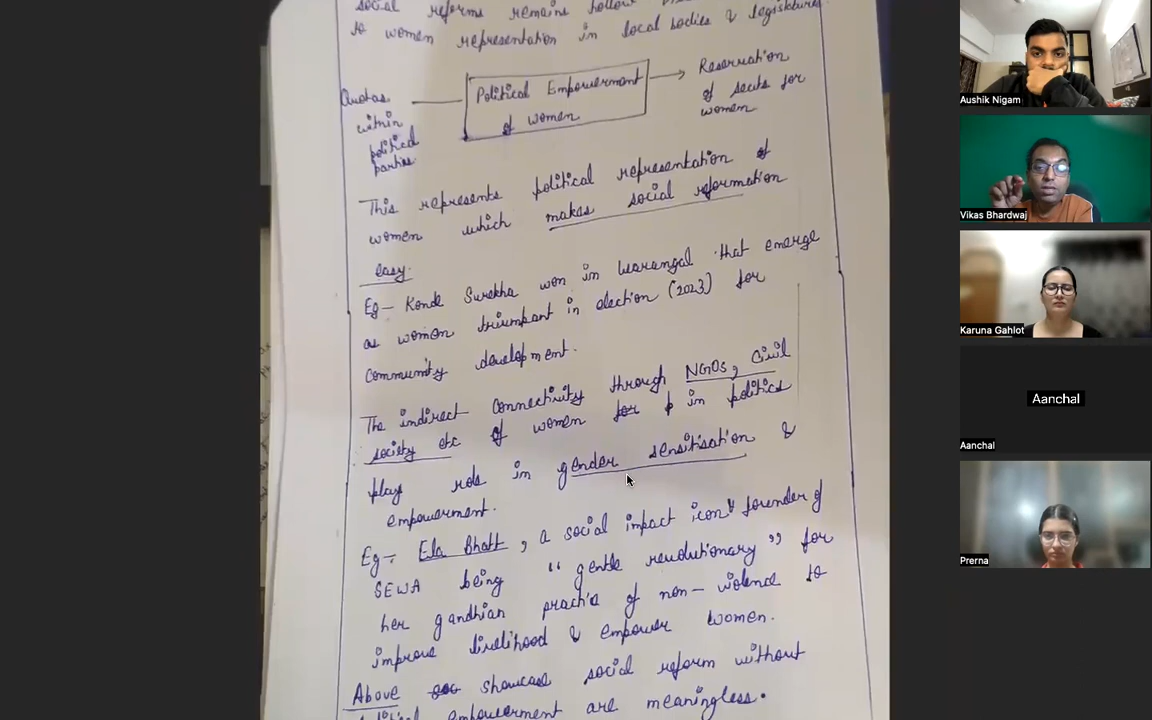 social reforms remains hollow
to women representation in local bodies & legislature
Quotas within political parties
Political Empowerment of women
Reservation of seats for women
This represents political representation of
women which makes social reformation
easy.
Eg- Konde Surekha won in Warangal that emerge
as women triumpant in election (2023) for
community development.
The indirect connectivity through NGOs, Civil
society etc of women in politics
plays role in gender sensitisation &
empowerment.
Eg- Ela Bhatt, a social impact icon & founder of
SEWA being "gentle revolutionary" for
her gandhian practice of non-violence to
improve livelihood & empower women.
Above showcase social reform without
empowerment are meaningless.
Aushik Nigam
Vikas Bhardwaj
Karuna Gahlot
Aanchal
Aanchal
Prerna